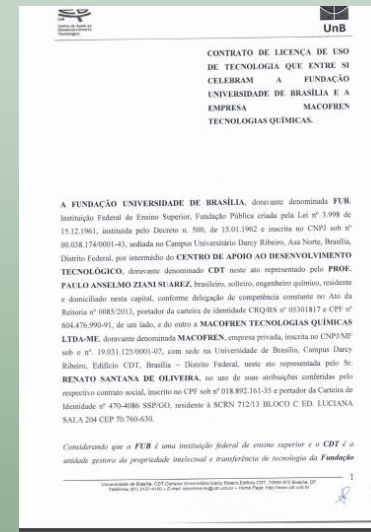 Centro de Apoio ao
Desenvolvimento
Tecnológico
UnB
CONTRATO DE LICENÇA DE USO
DE TECNOLOGIA QUE ENTRE SI
CELEBRAM A FUNDAÇÃO
UNIVERSIDADE DE BRASÍLIA E A
EMPRESA MACOFREN
TECNOLOGIAS QUÍMICAS.
A FUNDAÇÃO UNIVERSIDADE DE BRASÍLIA, doravante denominada FUB,
Instituição Federal de Ensino Superior, Fundação Pública criada pela Lei nº 3.998 de
15.12.1961, instituída pelo Decreto n. 500, de 15.01.1962 e inscrita no CNPJ sob nº
00.038.174/0001-43, sediada no Campus Universitário Darcy Ribeiro, Asa Norte, Brasília,
Distrito Federal, por intermédio do CENTRO DE APOIO AO DESENVOLVIMENTO
TECNOLÓGICO, doravante denominado CDT neste ato representado pelo PROF.
PAULO ANSELMO ZIANI SUAREZ, brasileiro, solteiro, engenheiro químico, residente
e domiciliado nesta capital, conforme delegação de competência constante no Ato da
Reitoria nº 0085/2013, portador da carteira de identidade CRQ/RS nº 05301817 e CPF nº
604.476.990-91, de um lado, e do outro a MACOFREN TECNOLOGIAS QUÍMICAS
LTDA-ME, doravante denominada MACOFREN, empresa privada, inscrita no CNPJ/MF
sob o nº. 19.031.125/0001-07, com sede na Universidade de Brasília, Campus Darcy
Ribeiro, Edifício CDT, Brasília – Distrito Federal, neste ato representada pelo Sr.
RENATO SANTANA DE OLIVEIRA, no uso de suas atribuições conferidas pelo
respectivo contrato social, inscrito no CPF sob nº 018.892.161-35 e portador da Carteira de
Identidade nº 470-4086 SSP/GO, residente à SCRN 712/13 BLOCO C ED. LUCIANA
SALA 204 CEP 70.760-630.
Considerando que a FUB é uma instituição federal de ensino superior e o CDT é a
unidade gestora da propriedade intelectual e transferência de tecnologia da Fundação
1
Universidade de Brasília, CDT, Campus Universitário Darcy Ribeiro, Edifício CDT, Brasília, DF